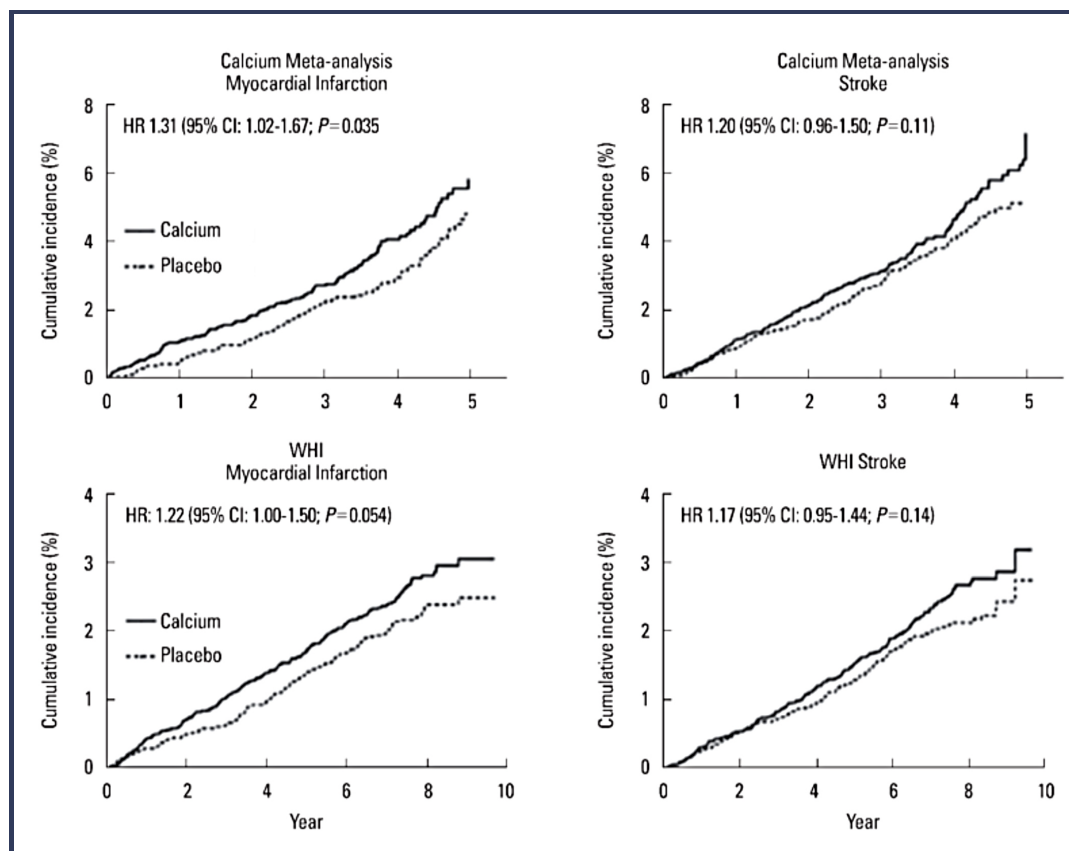 Calcium Meta-analysis
Myocardial Infarction
HR 1.31 (95% CI: 1.02-1.67; P=0.035
Cumulative incidence (%)
8
6
4
2
0
Calcium
Placebo
0 1 2 3 4 5
Calcium Meta-analysis
Stroke
HR 1.20 (95% CI: 0.96-1.50; P=0.11)
Cumulative incidence (%)
8
6
4
2
0
0 1 2 3 4 5
WHI
Myocardial Infarction
HR: 1.22 (95% CI: 1.00-1.50; P=0.054)
Cumulative incidence (%)
4
3
2
1
0
Calcium
Placebo
0 2 4 6 8 10
Year
WHI Stroke
HR 1.17 (95% CI: 0.95-1.44; P=0.14)
Cumulative incidence (%)
4
3
2
1
0
0 2 4 6 8 10
Year